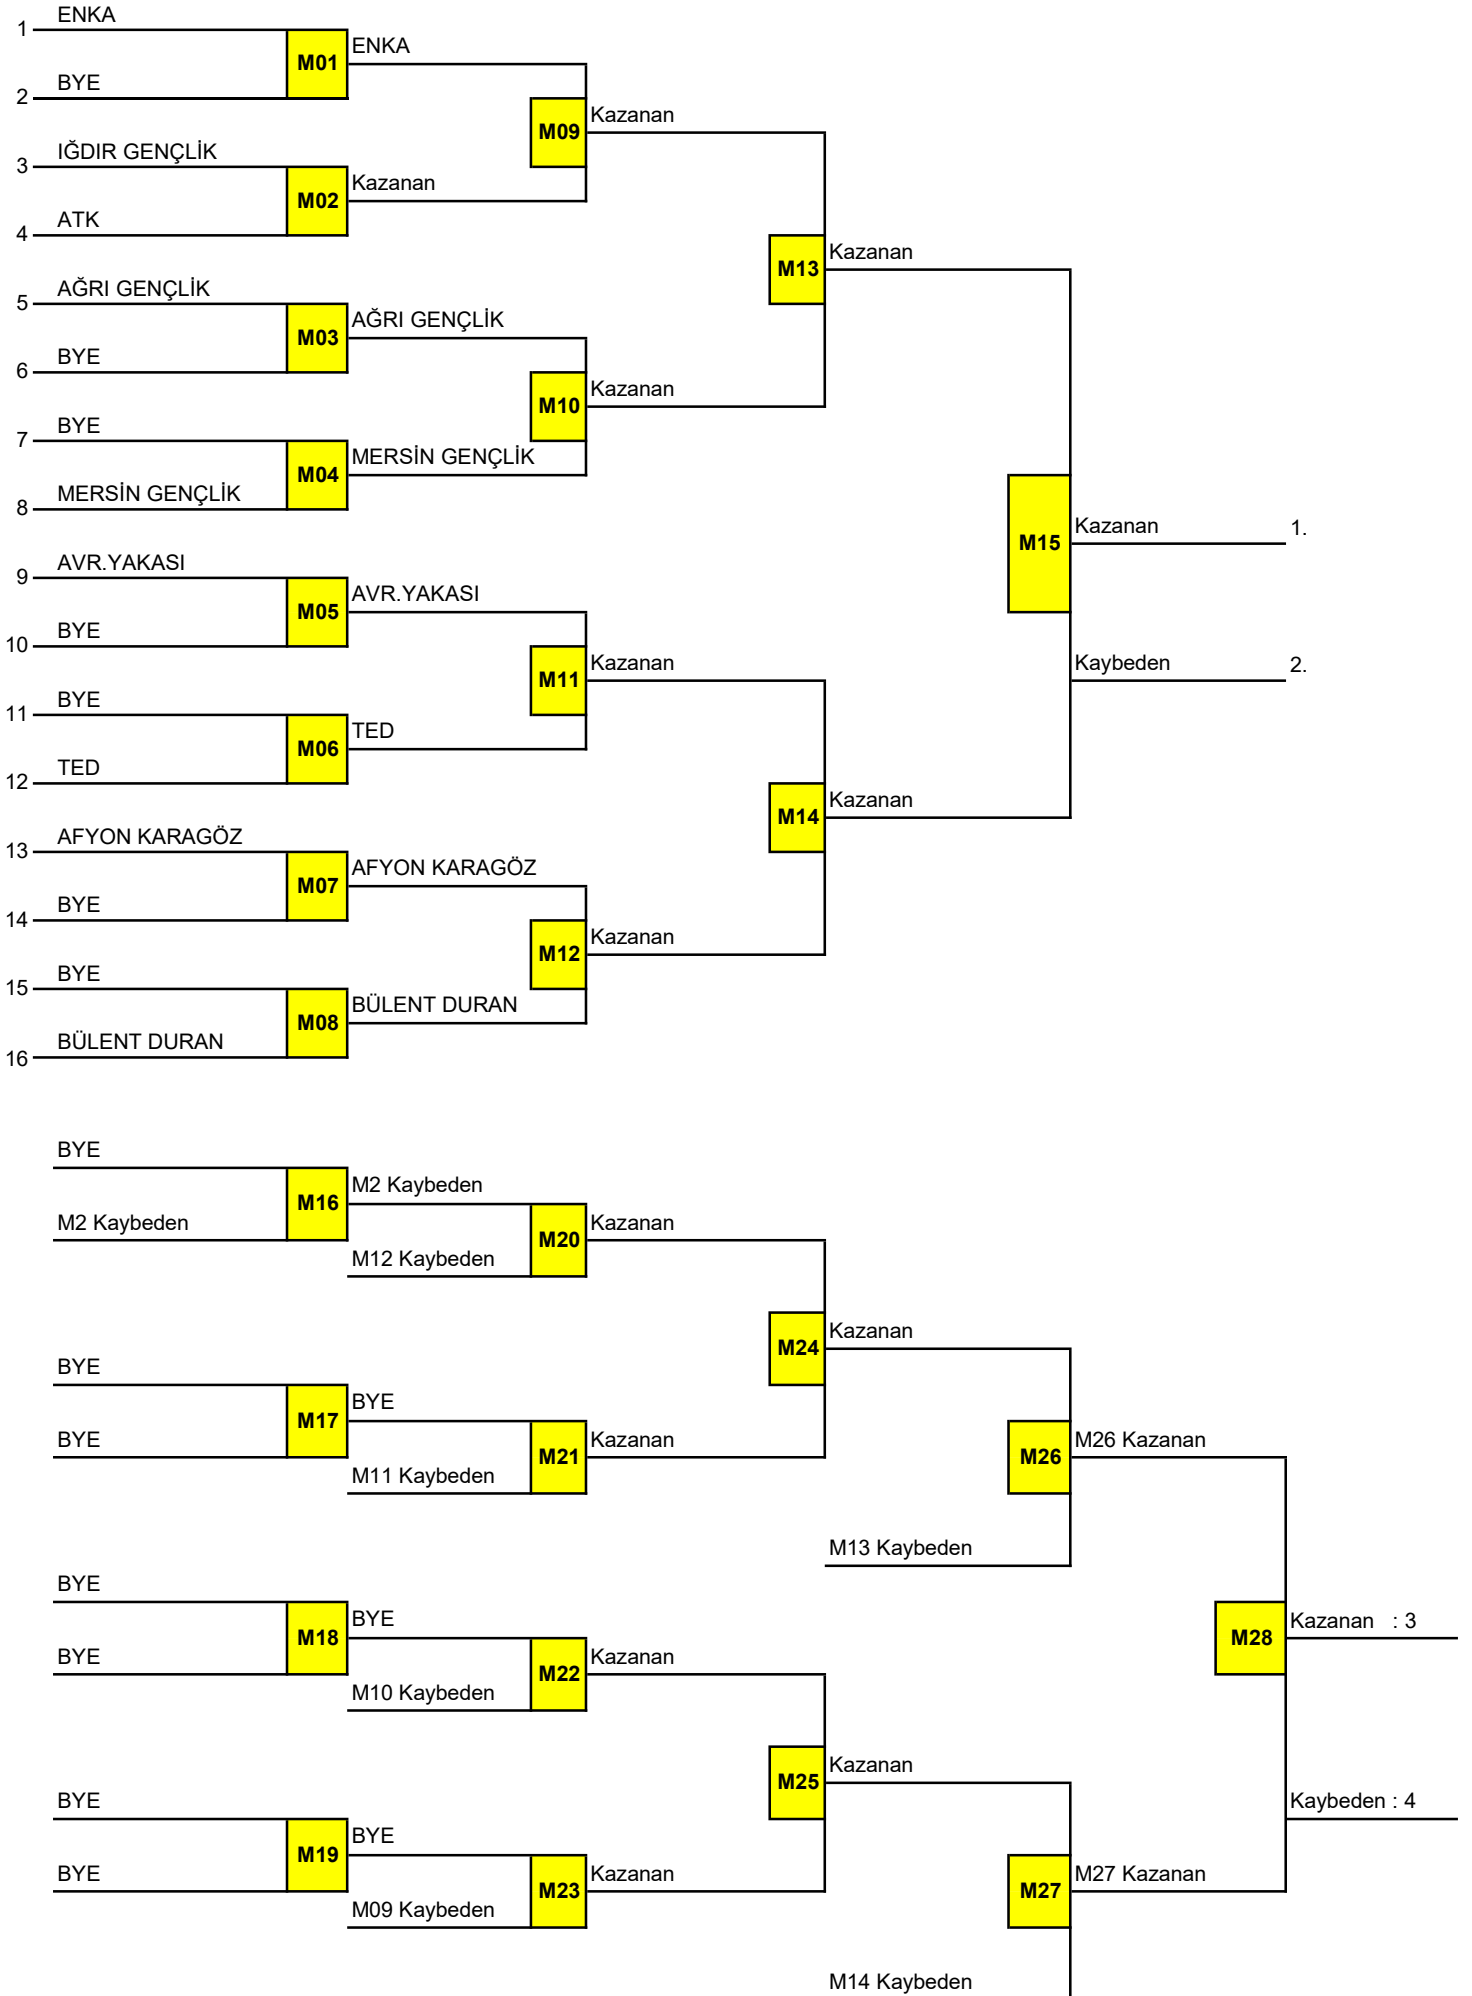 ENKA
1
M01
ENKA
BYE
2
Kazanan
M09
IĞDIR GENÇLİK
3
Kazanan
M02
ATK
4
Kazanan
M13
AĞRI GENÇLİK
5
AĞRI GENÇLİK
M03
BYE
6
Kazanan
M10
BYE
7
MERSİN GENÇLİK
M04
MERSİN GENÇLİK
8
Kazanan
1.
M15
AVR.YAKASI
9
AVR.YAKASI
M05
BYE
10
Kazanan
Kaybeden
2.
M11
BYE
11
TED
M06
TED
12
Kazanan
M14
AFYON KARAGÖZ
13
AFYON KARAGÖZ
M07
BYE
14
Kazanan
M12
BYE
15
BÜLENT DURAN
M08
BÜLENT DURAN
16
BYE
M2 Kaybeden
M16
M2 Kaybeden
Kazanan
M20
M12 Kaybeden
Kazanan
M24
BYE
BYE
M17
BYE
Kazanan
M26 Kazanan
M21
M26
M11 Kaybeden
M13 Kaybeden
BYE
BYE
Kazanan : 3
M18
M28
BYE
Kazanan
M22
M10 Kaybeden
Kazanan
M25
BYE
Kaybeden : 4
BYE
M19
BYE
Kazanan
M27 Kazanan
M23
M27
M09 Kaybeden
M14 Kaybeden